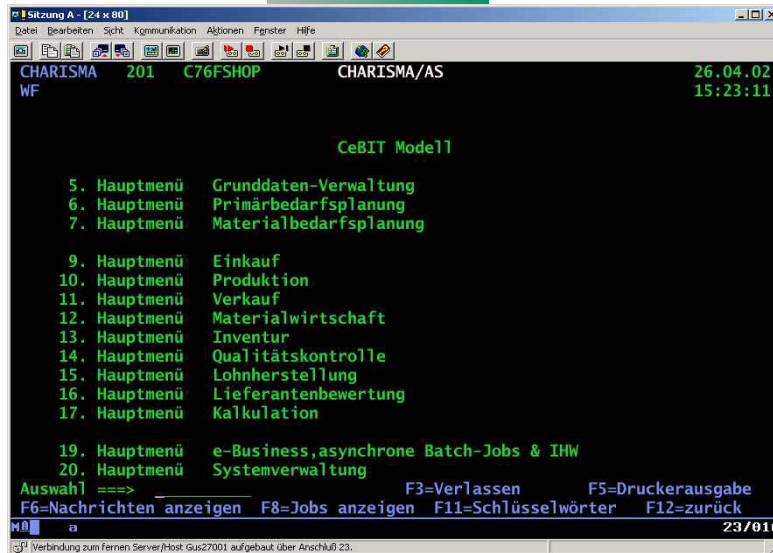 Sitzung A - [24 x 80]
Datei Bearbeiten Sicht Kommunikation Aktionen Fenster Hilfe
CHARISMA 201 C76FSHOP CHARISMA/AS 26.04.02
WF 15:23:11
CeBIT Modell
5. Hauptmenü Grunddaten-Verwaltung
6. Hauptmenü Primärbedarfsplanung
7. Hauptmenü Materialbedarfsplanung
9. Hauptmenü Einkauf
10. Hauptmenü Produktion
11. Hauptmenü Verkauf
12. Hauptmenü Materialwirtschaft
13. Hauptmenü Inventur
14. Hauptmenü Qualitätskontrolle
15. Hauptmenü Lohnherstellung
16. Hauptmenü Lieferantenbewertung
17. Hauptmenü Kalkulation
19. Hauptmenü e-Business,asynchrone Batch-Jobs & IHW
20. Hauptmenü Systemverwaltung
Auswahl ===> F3=Verlassen F5=Druckerausgabe
F6=Nachrichten anzeigen F8=Jobs anzeigen F11=Schlüsselwörter F12=zurück
a
Verbindung zum fernen Server/Host Gus27001 aufgebaut über Anschluß 23.